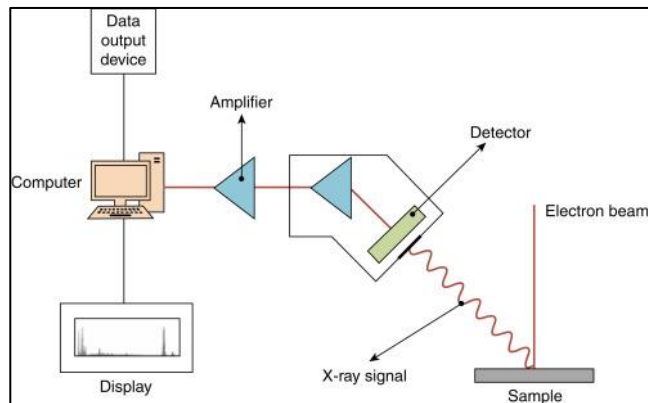 Data
output
device
Amplifier
Detector
Computer
Electron beam
X-ray signal
Display
Sample